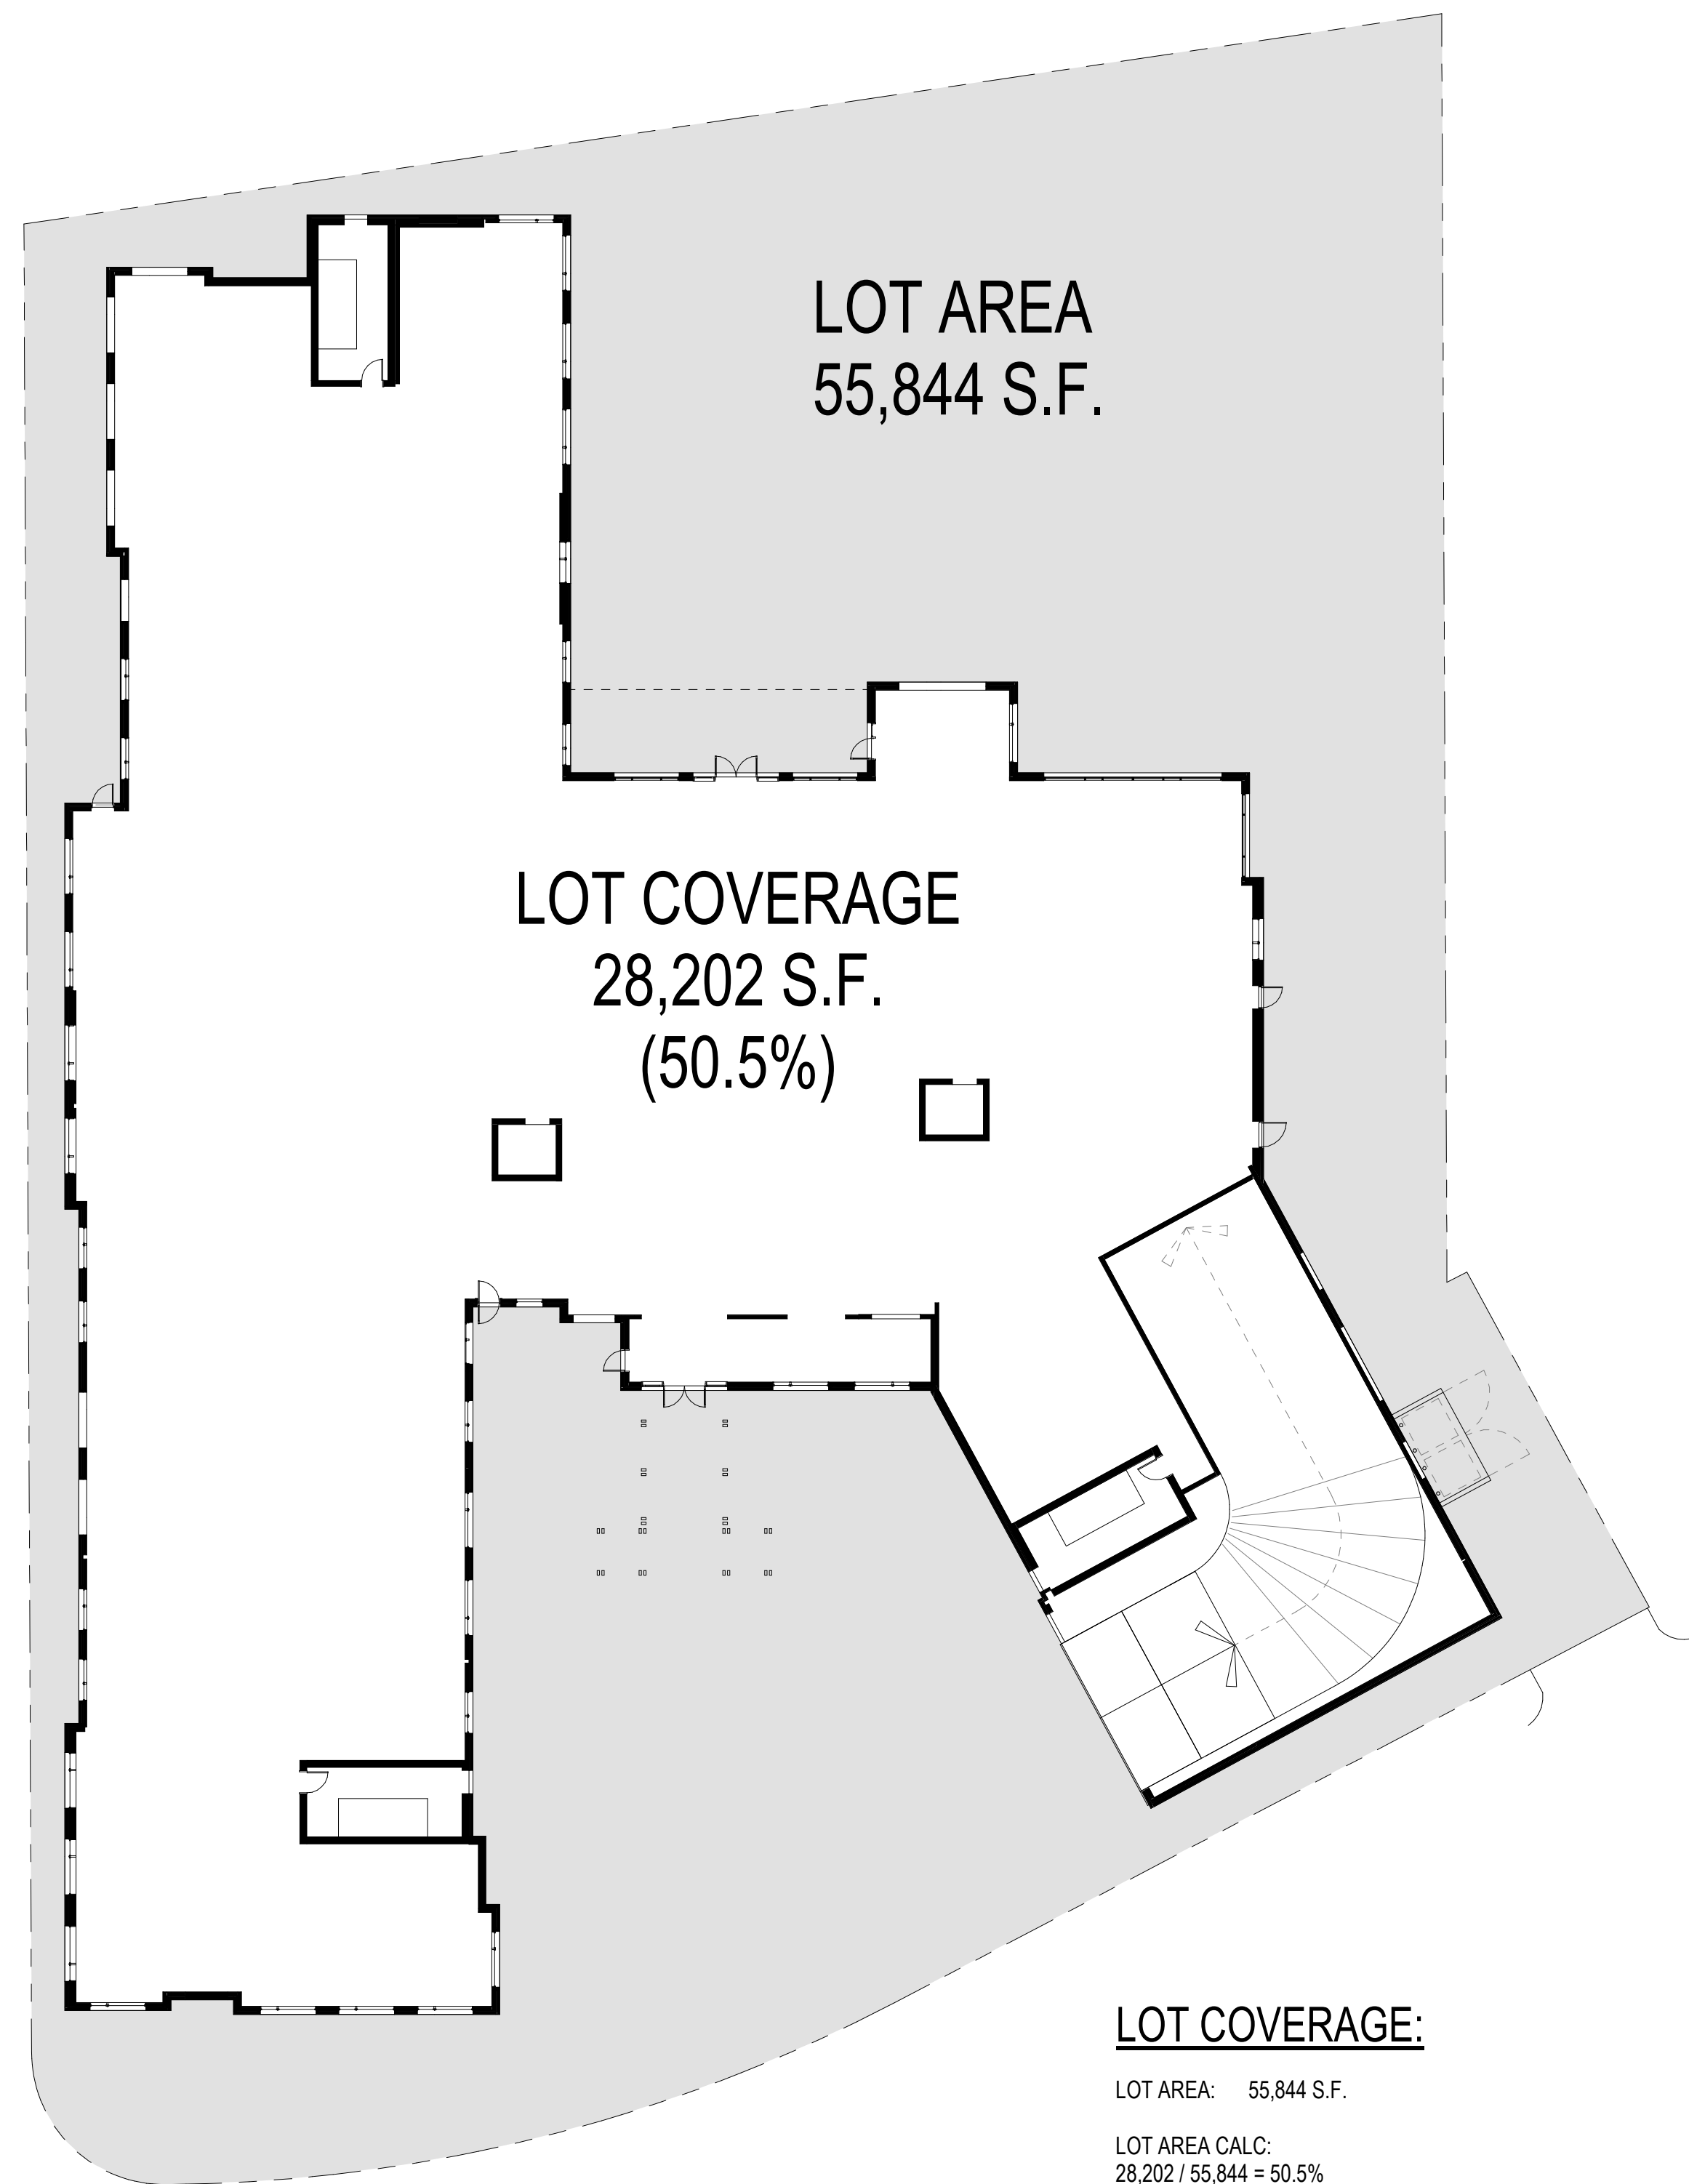 LOT AREA
55,844 S.F.
LOT COVERAGE
28,202 S.F.
(50.5%)
LOT COVERAGE:
LOT AREA: 55,844 S.F.
LOT AREA CALC:
28,202 / 55,844 = 50.5%